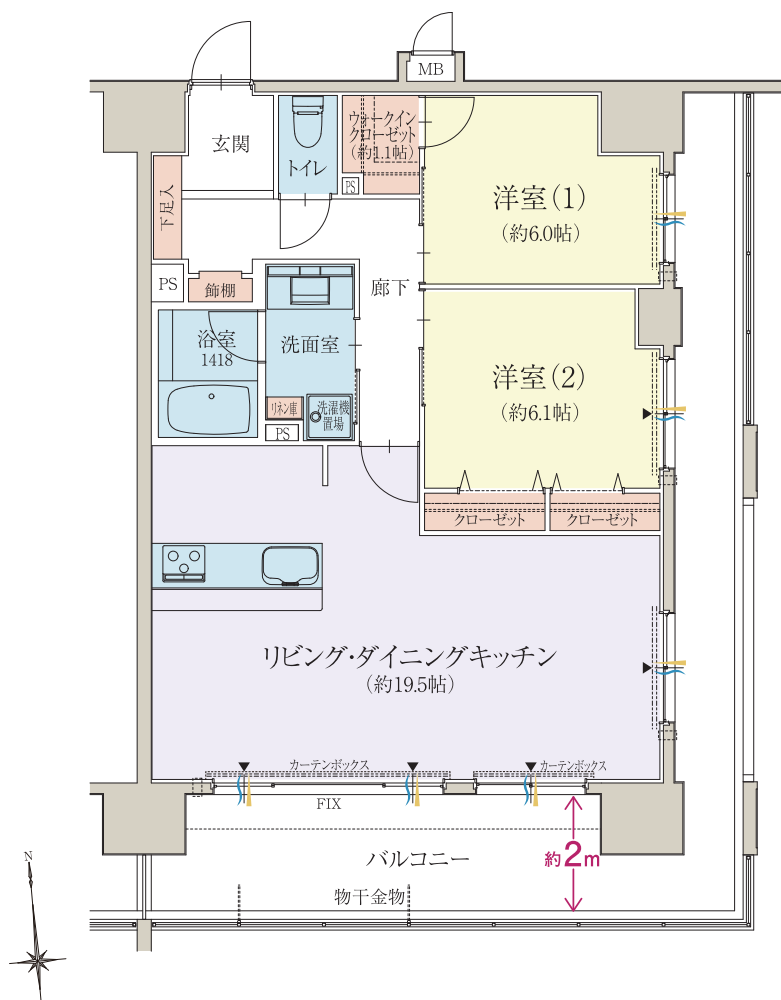 MB
玄関
トイレ
ウォークイン
クローゼット
(約1.1帖)
PS
洋室(1)
(約6.0帖)
下足入
PS
飾棚
廊下
浴室
1418
洗面室
リネン庫
洗濯機
置場
PS
洋室(2)
(約6.1帖)
クローゼット
クローゼット
リビング・ダイニングキッチン
(約19.5帖)
カーテンボックス
カーテンボックス
FIX
バルコニー
約2m
物干金物
N